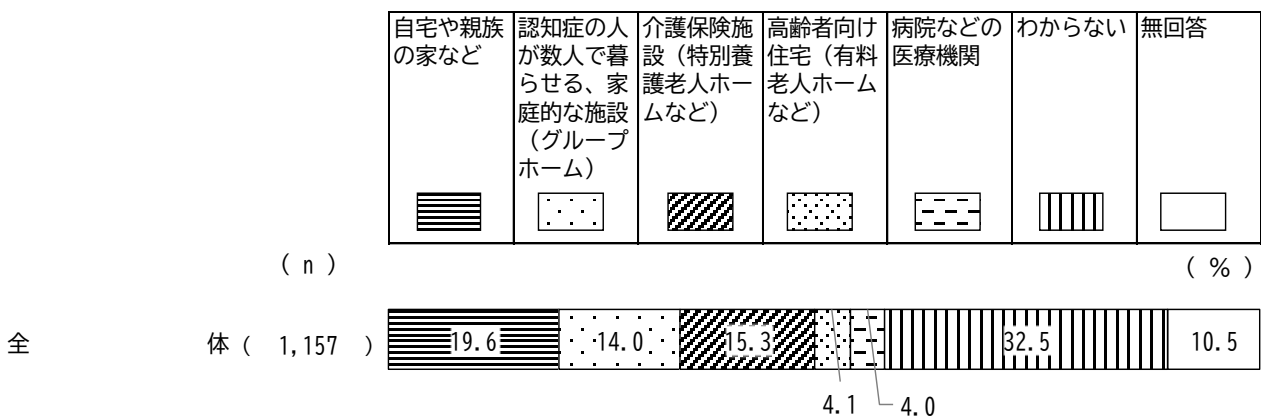 自宅や親族
の家など
認知症の人
が数人で暮
らせる、家
庭的な施設
（グループ
ホーム）
介護保険施
設（特別養
護老人ホー
ムなど）
高齢者向け
住宅（有料
老人ホーム
など）
病院などの
医療機関
わからない
無回答
( n )
( % )
全 体 ( 1,157 ) 19.6 14.0 15.3 32.5 10.5
4.1 4.0